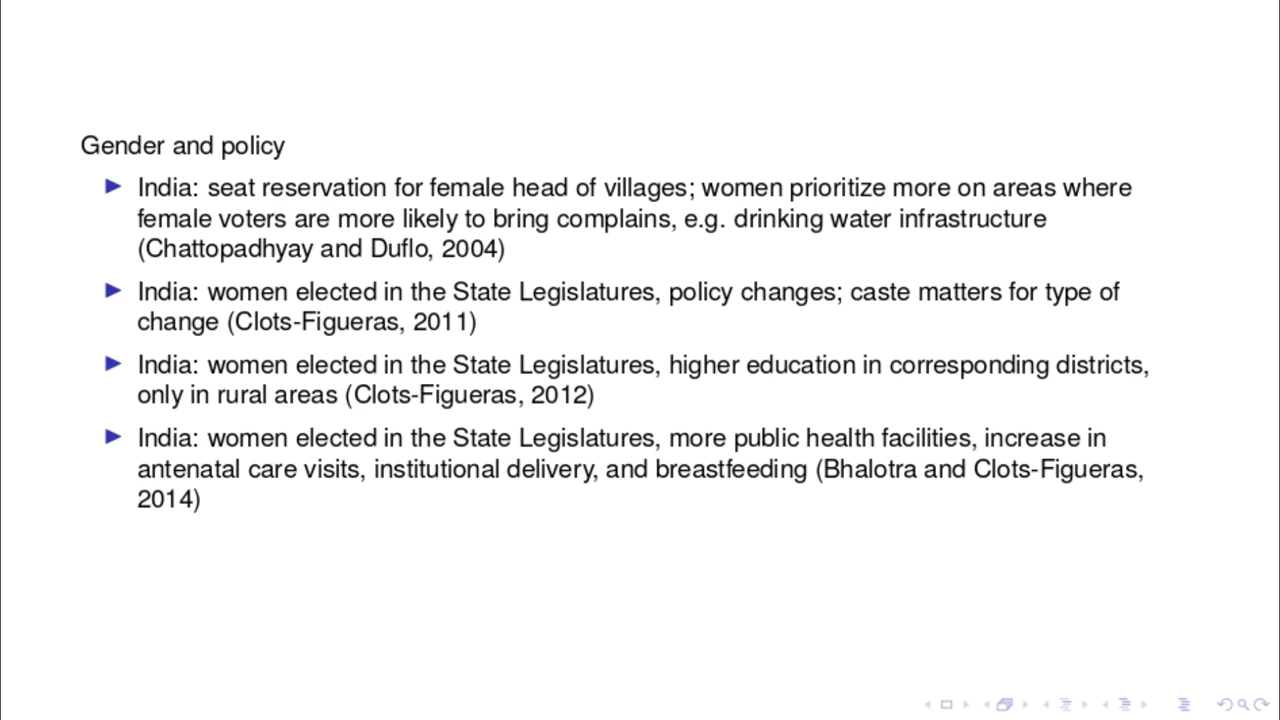 Gender and policy
India: seat reservation for female head of villages; women prioritize more on areas where
female voters are more likely to bring complains, e.g. drinking water infrastructure
(Chattopadhyay and Duflo, 2004)
India: women elected in the State Legislatures, policy changes; caste matters for type of
change (Clots-Figueras, 2011)
India: women elected in the State Legislatures, higher education in corresponding districts,
only in rural areas (Clots-Figueras, 2012)
India: women elected in the State Legislatures, more public health facilities, increase in
antenatal care visits, institutional delivery, and breastfeeding (Bhalotra and Clots-Figueras,
2014)